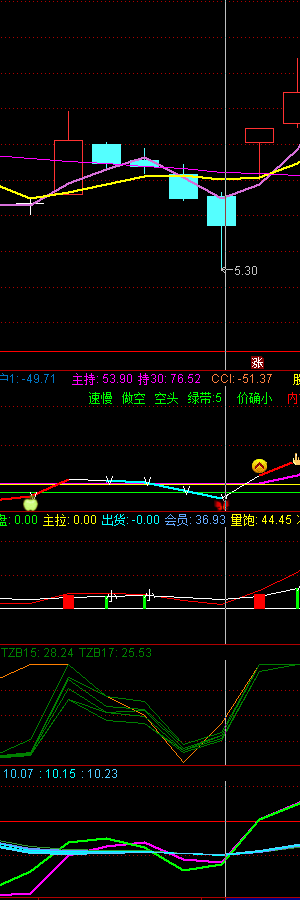 5.30
涨
户1: -49.71 主持: 53.90 持30: 76.52 CCI: -51.37 股
速慢 做空 空头 绿带:5 价确小 内
盘: 0.00 主拉: 0.00 出货: -0.00 会员: 36.93 量饱: 44.45
小 小
TZB15: 28.24 TZB17: 25.53
10.07 : 10.15 : 10.23